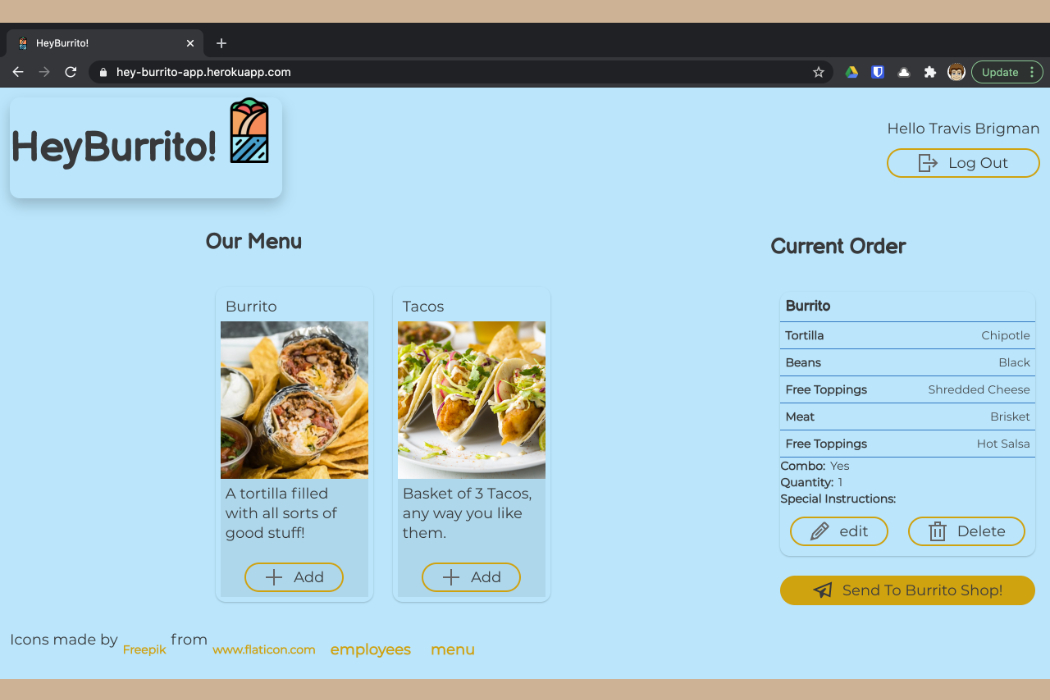 HeyBurrito!
hey-burrito-app.herokuapp.com
Update
HeyBurrito!
Hello Travis Brigman
Log Out
Our Menu
Burrito
A tortilla filled
with all sorts of
good stuff!
Add
Tacos
Basket of 3 Tacos,
any way you like
them.
Add
Current Order
Burrito
Tortilla Chipotle
Beans Black
Free Toppings Shredded Cheese
Meat Brisket
Free Toppings Hot Salsa
Combo: Yes
Quantity: 1
Special Instructions:
edit Delete
Send To Burrito Shop!
Icons made by Freepik from www.flaticon.com employees menu